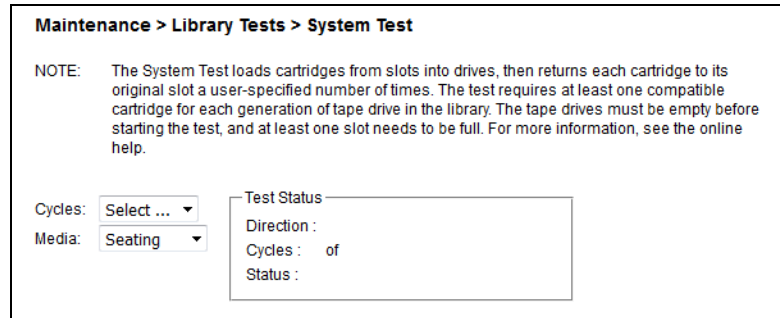 Maintenance > Library Tests > System Test
NOTE: The System Test loads cartridges from slots into drives, then returns each cartridge to its
original slot a user-specified number of times. The test requires at least one compatible
cartridge for each generation of tape drive in the library. The tape drives must be empty before
starting the test, and at least one slot needs to be full. For more information, see the online
help.
Cycles: Select ...
Media: Seating
Test Status
Direction :
Cycles : of
Status :